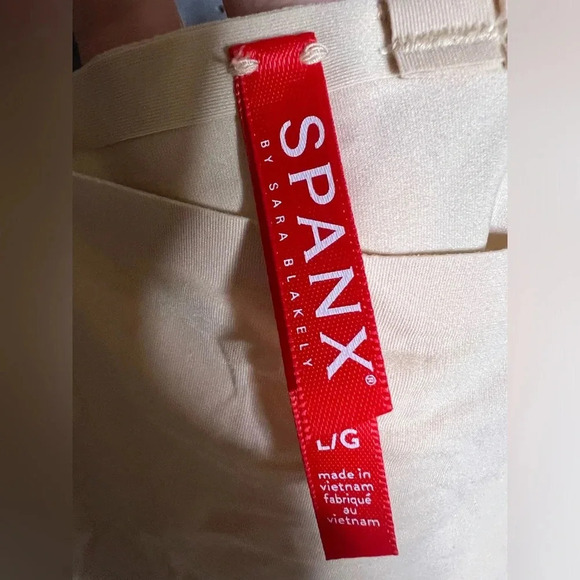 SPANX®
BY SARA BLAKELY
L/G
made in
vietnam
fabriqué
au
vietnam